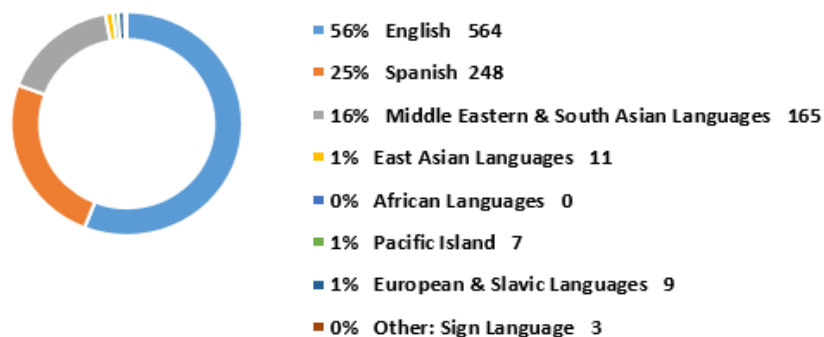 56% English 564
25% Spanish 248
16% Middle Eastern & South Asian Languages 165
1% East Asian Languages 11
0% African Languages 0
1% Pacific Island 7
1% European & Slavic Languages 9
0% Other: Sign Language 3